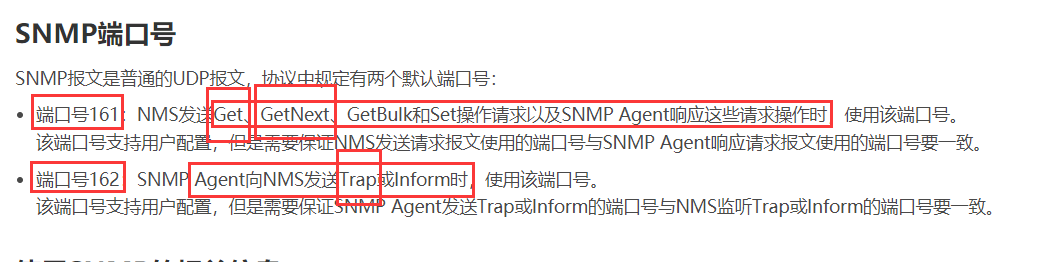 SNMP端口号
SNMP报文是普通的UDP报文，协议中规定有两个默认端口号：
• 端口号161：NMS发送Get、GetNext、GetBulk和Set操作请求以及SNMP Agent响应这些请求操作时，使用该端口号。
该端口号支持用户配置，但是需要保证NMS发送请求报文使用的端口号与SNMP Agent响应请求报文使用的端口号要一致。
• 端口号162：SNMP Agent向NMS发送Trap或Inform时，使用该端口号。
该端口号支持用户配置，但是需要保证SNMP Agent发送Trap或Inform的端口号与NMS监听Trap或Inform的端口号要一致。